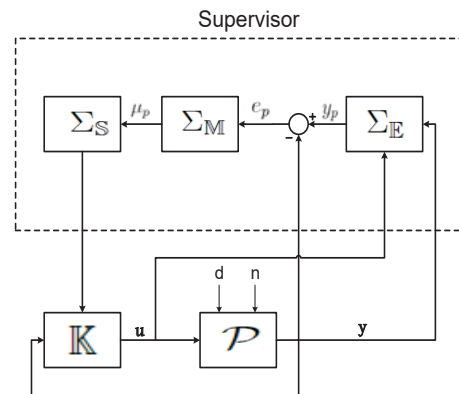 Supervisor
Σ_𝕊
μ_p
Σ_𝕄
e_p
+
−
y_p
Σ_𝔼
d
n
𝕂
u
𝒫
y